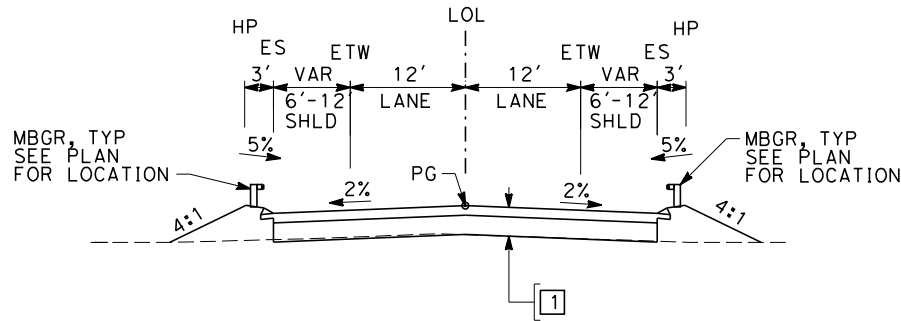 LOL
HP
HP
ES
ETW
ETW
ES
3'
VAR
12'
12'
VAR
3'
6'-12'
SHLD
LANE
LANE
6'-12'
SHLD
MBGR, TYP
SEE PLAN
FOR LOCATION
5%
5%
MBGR, TYP
SEE PLAN
FOR LOCATION
PG
2%
2%
4:1
4:1
1